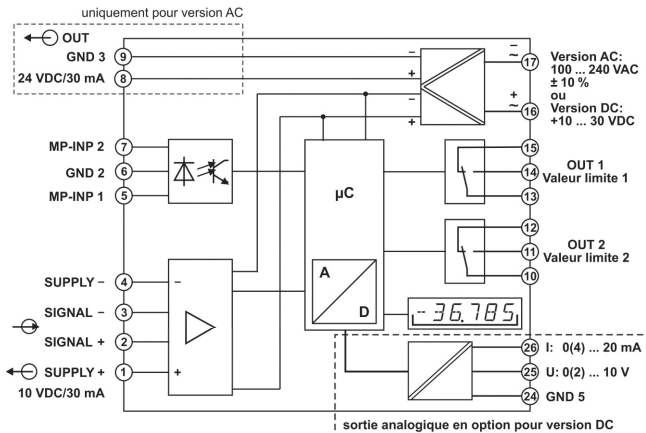 uniquement pour version AC
OUT
GND 3
9
24 VDC/30 mA
8
–
+
–
+
–
~
17
+
~
16
Version AC:
100 ... 240 VAC
± 10 %
ou
Version DC:
+10 ... 30 VDC
MP-INP 2
7
GND 2
6
MP-INP 1
5
µC
A
D
15
14
13
OUT 1
Valeur limite 1
12
11
10
OUT 2
Valeur limite 2
SUPPLY –
4
SIGNAL –
3
SIGNAL +
2
SUPPLY +
1
10 VDC/30 mA
–
+
-36.785
26
I: 0(4) ... 20 mA
25
U: 0(2) ... 10 V
24
GND 5
sortie analogique en option pour version DC